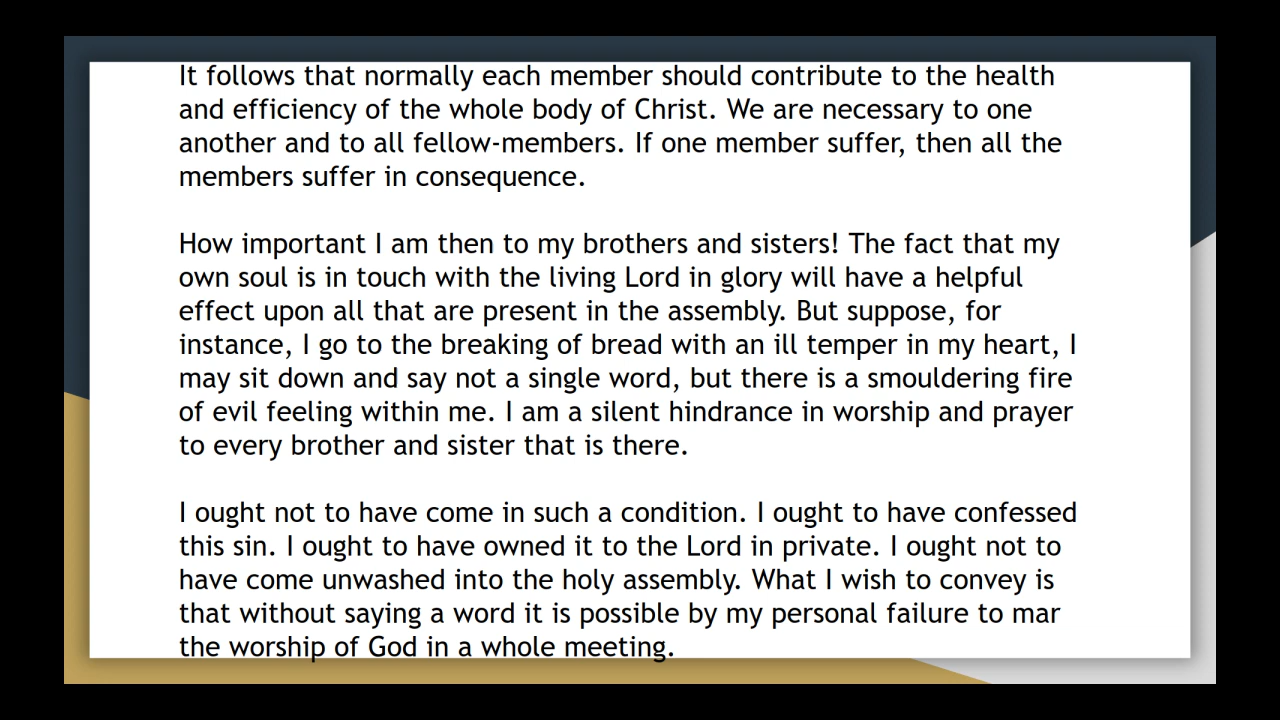 It follows that normally each member should contribute to the health
and efficiency of the whole body of Christ. We are necessary to one
another and to all fellow-members. If one member suffer, then all the
members suffer in consequence.
How important I am then to my brothers and sisters! The fact that my
own soul is in touch with the living Lord in glory will have a helpful
effect upon all that are present in the assembly. But suppose, for
instance, I go to the breaking of bread with an ill temper in my heart, I
may sit down and say not a single word, but there is a smouldering fire
of evil feeling within me. I am a silent hindrance in worship and prayer
to every brother and sister that is there.
I ought not to have come in such a condition. I ought to have confessed
this sin. I ought to have owned it to the Lord in private. I ought not to
have come unwashed into the holy assembly. What I wish to convey is
that without saying a word it is possible by my personal failure to mar
the worship of God in a whole meeting.